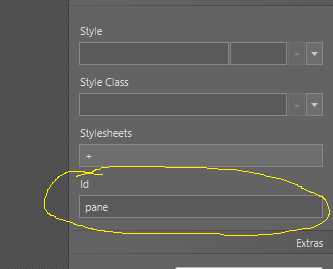 Style
+
Style Class
+
Stylesheets
+
Id
pane
Extras